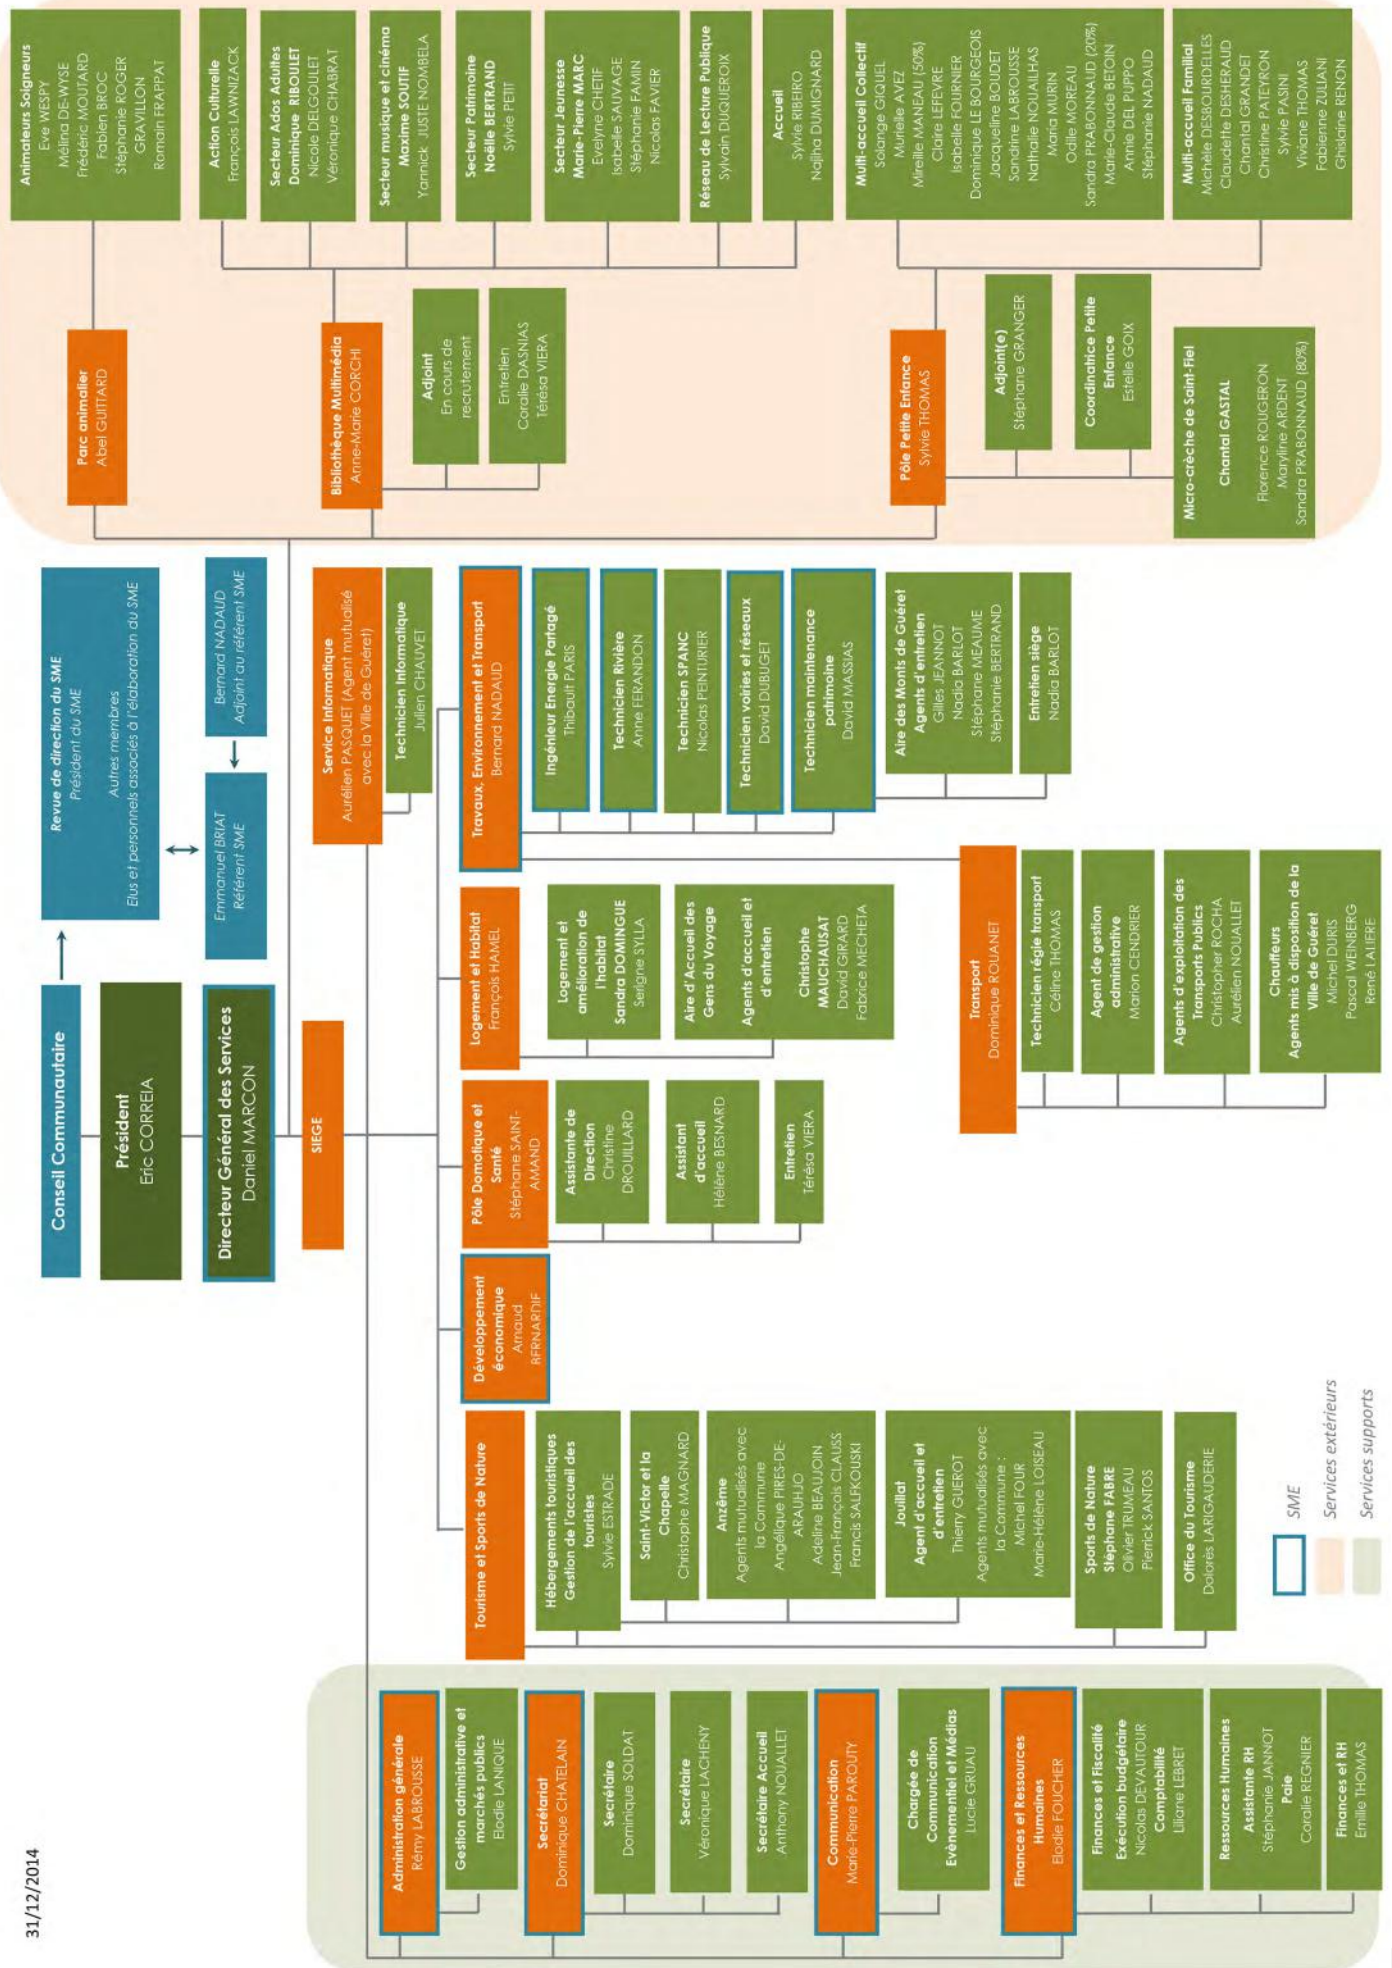 31/12/2014
Conseil Communautaire
Président
Eric CORREIA
Directeur Général des Services
Daniel MARCON
Revue de direction du SME
Président du SME
Autres membres
Elus et personnels associés à l'élaboration du SME
Emmanuel BRIAT
Référent SME
Bernard NADAUD
Adjoint au référent SME
SIEGE
Service Informatique
Aurélien PASQUET (Agent mutualisé
avec la Ville de Guéret)
Technicien Informatique
Julien CHAUVET
Administration générale
Rémy LABROUSSE
Gestion administrative et
marchés publics
Elodie LANIQUE
Secrétariat
Dominique CHATELAIN
Secrétaire
Dominique SOLDAT
Secrétaire
Véronique LACHENY
Secrétaire Accueil
Anthony NOUALLET
Communication
Marie-Pierre PAROUTY
Chargée de
Communication
Evènementiel et Médias
Lucie GRUAU
Finances et Ressources
Humaines
Elodie FOUCHER
Finances et Fiscalité
Exécution budgétaire
Nicolas DEVAUTOUR
Comptabilité
Liliane LEBRET
Ressources Humaines
Assistante RH
Stéphanie JANNOT
Paie
Coralie REGNIER
Finances et RH
Emilie THOMAS
Tourisme et Sports de Nature
Hébergements touristiques
Gestion de l'accueil des
touristes
Sylvie ESTRADE
Saint-Victor et la
Chapelle
Christophe MAGNARD
Anzême
Agents mutualisés avec
la Commune
Angélique PIRES-DE-
ARAUHJO
Adeline BEAUJOIN
Jean-François CLAUSS
Francis SALFKOUSKI
Jouillat
Agent d'accueil et
d'entretien
Thierry GUEROT
Agents mutualisés avec
la Commune :
Michel FOUR
Marie-Hélène LOISEAU
Sports de Nature
Stéphane FABRE
Olivier TRUMEAU
Pierrick SANTOS
Office du Tourisme
Dolorès LARIGAUDERIE
Développement
économique
Arnaud
BERNARDIF
Pôle Domotique et
Santé
Stéphane SAINT-
AMAND
Assistante de
Direction
Christine
DROUILLARD
Assistant
d'accueil
Hélène BESNARD
Entretien
Térésa VIERA
Logement et Habitat
François HAMEL
Logement et
amélioration de
l'habitat
Sandra DOMINGUE
Serigne SYLLA
Aire d'Accueil des
Gens du Voyage
Agents d'accueil et
d'entretien
Christophe
MAUCHAUSAT
David GIRARD
Fabrice MECHETA
Travaux, Environnement et Transport
Bernard NADAUD
Ingénieur Energie Partagé
Thibault PARIS
Technicien Rivière
Anne FERANDON
Technicien SPANC
Nicolas PEINTURIER
Technicien voiries et réseaux
David DUBUGET
Technicien maintenance
patrimoine
David MASSIAS
Aire des Monts de Guéret
Agents d'entretien
Gilles JEANNOT
Nadia BARLOT
Stéphane MEAUME
Stéphanie BERTRAND
Entretien siège
Nadia BARLOT
Transport
Dominique ROUANET
Technicien régie transport
Céline THOMAS
Agent de gestion
administrative
Marion CENDRIER
Agents d'exploitation des
Transports Publics
Christopher ROCHA
Aurélien NOUALLET
Chauffeurs
Agents mis à disposition de la
Ville de Guéret
Michel DURIS
Pascal WEINBERG
René LALIERE
Parc animalier
Abel GUITTARD
Animateurs Soigneurs
Eve WESPY
Mélina DE-WYSE
Frédéric MOUTARD
Fabien BROC
Stéphanie ROGER
GRAVILLON
Romain FRAPPAT
Bibliothèque Multimédia
Anne-Marie CORCHI
Adjoint
En cours de
recrutement
Entretien
Coralie DASNIAS
Térésa VIERA
Action Culturelle
François LAWNIZACK
Secteur Ados Adultes
Dominique RIBOULET
Nicole DELGOULET
Véronique CHABRAT
Secteur musique et cinéma
Maxime SOUTIF
Yannick JUSTE NOMBELA
Secteur Patrimoine
Noëlle BERTRAND
Sylvie PETIT
Secteur Jeunesse
Marie-Pierre MARC
Evelyne CHETIF
Isabelle SAUVAGE
Stéphanie FAMIN
Nicolas FAVIER
Réseau de Lecture Publique
Sylvain DUQUEROIX
Accueil
Sylvie RIBEIRO
Najiha DUMIGNARD
Pôle Petite Enfance
Sylvie THOMAS
Adjoint(e)
Stéphane GRANGER
Coordinatrice Petite
Enfance
Estelle GOIX
Micro-crèche de Saint-Fiel
Chantal GASTAL
Florence ROUGERON
Maryline ARDENT
Sandra PRABONNAUD (80%)
Multi-accueil Collectif
Solange GIQUEL
Murielle AVEZ
Mireille MANEAU (50%)
Claire LEFEVRE
Isabelle FOURNIER
Dominique LE BOURGEOIS
Jacqueline BOUDET
Sandrine LABROUSSE
Nathalie NOUAILHAS
Maria MURIN
Odile MOREAU
Sandra PRABONNAUD (20%)
Marie-Claude BETOIN
Annie DEL PUPPO
Stéphanie NADAUD
Multi-accueil Familial
Michèle DESBOURDELLES
Claudette DESHERAUD
Chantal GRANDET
Christine PATEYRON
Sylvie PASINI
Viviane THOMAS
Fabienne ZULIANI
Ghislaine RENON
SME
Services extérieurs
Services supports